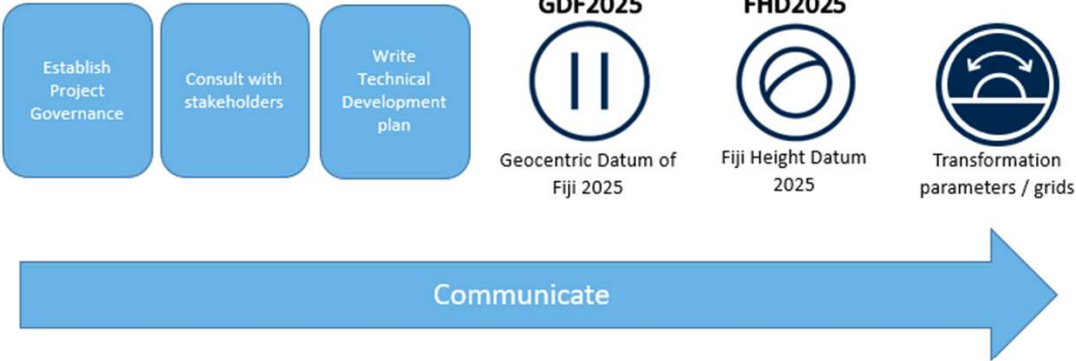 GDF2025
FHD2025
Establish
Project
Governance
Consult with
stakeholders
Write
Technical
Development
plan
Geocentric Datum of
Fiji 2025
Fiji Height Datum
2025
Transformation
parameters / grids
Communicate